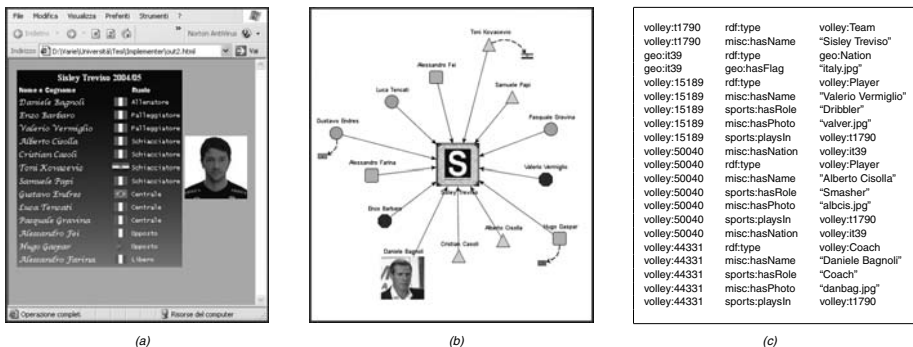 File Modifica Visualizza Preferiti Strumenti ?
Indietro Norton AntiVirus
Indirizzo D:\Varie\Università\Tesi\Implementer\out2.html Vai
Sisley Treviso 2004/05
Nome e Cognome Ruolo
Daniele Bagnoli Allenatore
Enzo Barbaro Palleggiatore
Valerio Vermiglio Palleggiatore
Alberto Cisolla Schiacciatore
Cristian Casoli Schiacciatore
Toni Kovacevic Schiacciatore
Samuele Papi Schiacciatore
Gustavo Endres Centrale
Luca Tencati Centrale
Pasquale Gravina Centrale
Alessandro Fei Opposto
Hugo Gaspar Opposto
Alessandro Farina Libero
Operazione complet. Risorse del computer
(a)
Toni Kovacevic
Alessandro Fei
Samuele Papi
Luca Tencati
Pasquale Gravina
Gustavo Endres
S
Alessandro Farina
Valerio Vermiglio
Sisley Treviso
Enzo Barbaro
Alberto Cisolla
Hugo Gaspar
Cristian Casoli
Daniele Bagnoli
(b)
volley:t1790 rdf:type volley:Team
volley:t1790 misc:hasName “Sisley Treviso”
geo:it39 rdf:type geo:Nation
geo:it39 geo:hasFlag “italy.jpg”
volley:15189 rdf:type volley:Player
volley:15189 misc:hasName ”Valerio Vermiglio”
volley:15189 sports:hasRole “Dribbler”
volley:15189 misc:hasPhoto “valver.jpg”
volley:15189 sports:playsIn volley:t1790
volley:15189 misc:hasNation volley:it39
volley:50040 rdf:type volley:Player
volley:50040 misc:hasName ”Alberto Cisolla”
volley:50040 sports:hasRole “Smasher”
volley:50040 misc:hasPhoto “albcis.jpg”
volley:50040 sports:playsIn volley:t1790
volley:50040 misc:hasNation volley:it39
volley:44331 rdf:type volley:Coach
volley:44331 misc:hasName “Daniele Bagnoli”
volley:44331 sports:hasRole “Coach”
volley:44331 misc:hasPhoto “danbag.jpg”
volley:44331 sports:playsIn volley:t1790
(c)